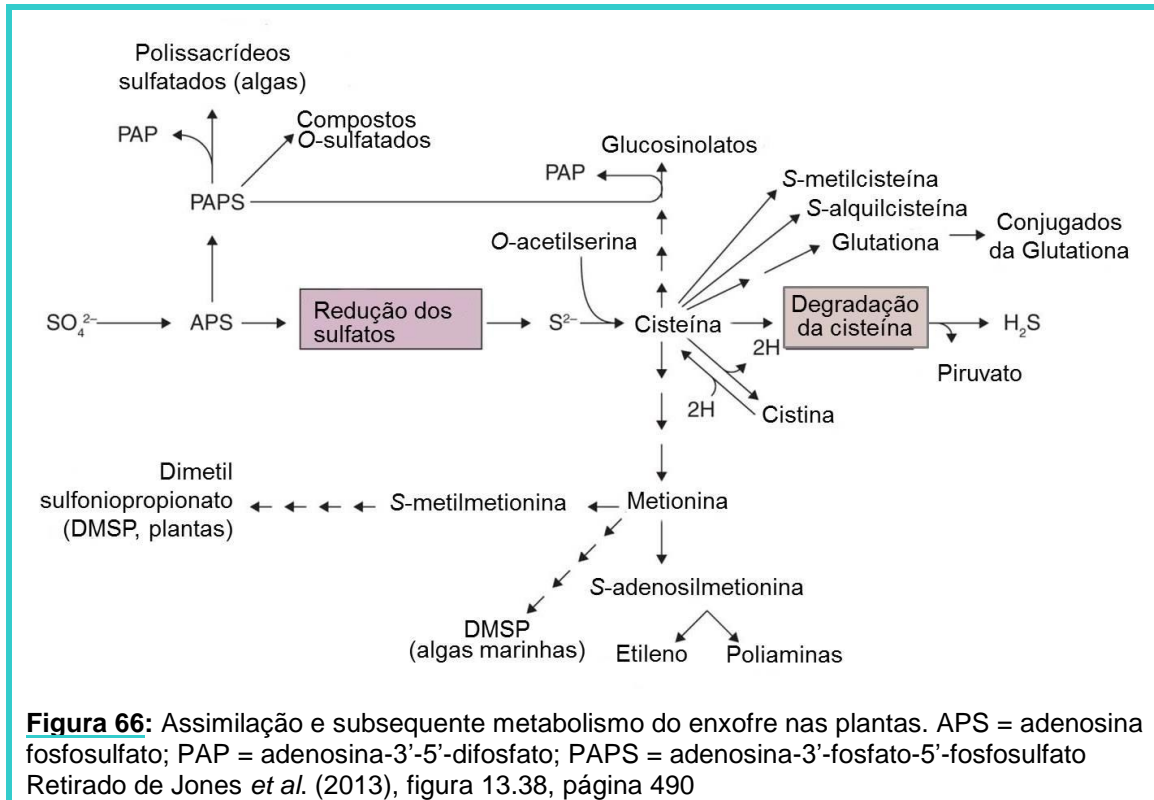 Polissacrídeos
sulfatados (algas)
PAP
Compostos
O-sulfatados
PAPS
Glucosinolatos
PAP
S-metilcisteína
S-alquilcisteína
O-acetilserina
Glutationa
Conjugados
da Glutationa
SO₄²⁻
APS
Redução dos
sulfatos
S²⁻
Cisteína
Degradação
da cisteína
H₂S
2H
Piruvato
2H
Cistina
Dimetil
sulfoniopropionato
(DMSP, plantas)
S-metilmetionina
Metionina
S-adenosilmetionina
DMSP
(algas marinhas)
Etileno
Poliaminas
Figura 66: Assimilação e subsequente metabolismo do enxofre nas plantas. APS = adenosina
fosfosulfato; PAP = adenosina-3’-5’-difosfato; PAPS = adenosina-3’-fosfato-5’-fosfosulfato
Retirado de Jones et al. (2013), figura 13.38, página 490